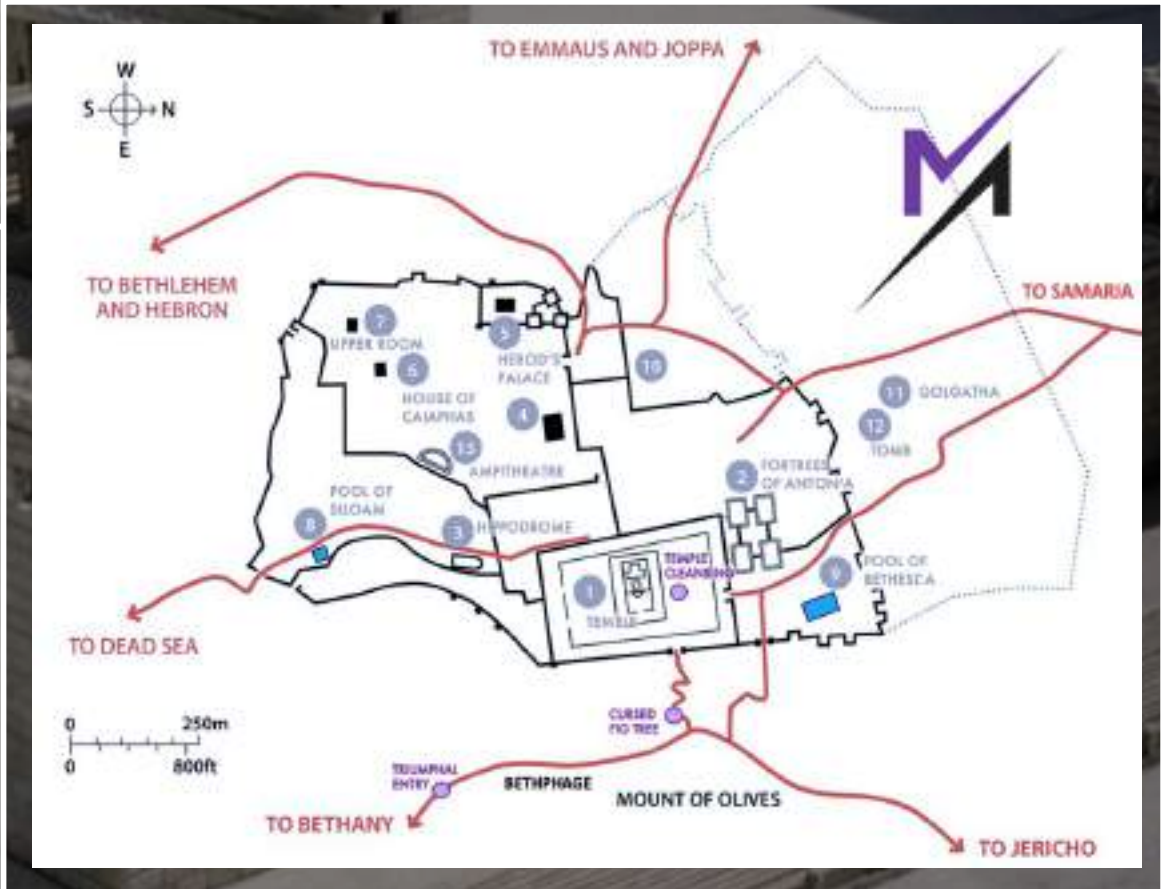 TO EMMAUS AND JOPPA
W
S N
E
TO BETHLEHEM
AND HEBRON
TO SAMARIA
7
UPPER ROOM
5
HEROD'S
PALACE
6
HOUSE OF
CAIAPHAS
4
10
11 GOLGATHA
12
TOMB
13
AMPITHEATRE
2 FORTRESS
OF ANTONIA
POOL OF
SILOAM
8
3 HIPPODROME
TEMPLE
CLEANSING
1
TEMPLE
9 POOL OF
BETHESDA
TO DEAD SEA
0 250m
0 800ft
CURSED
FIG TREE
TRIUMPHAL
ENTRY
BETHPHAGE
MOUNT OF OLIVES
TO BETHANY
TO JERICHO